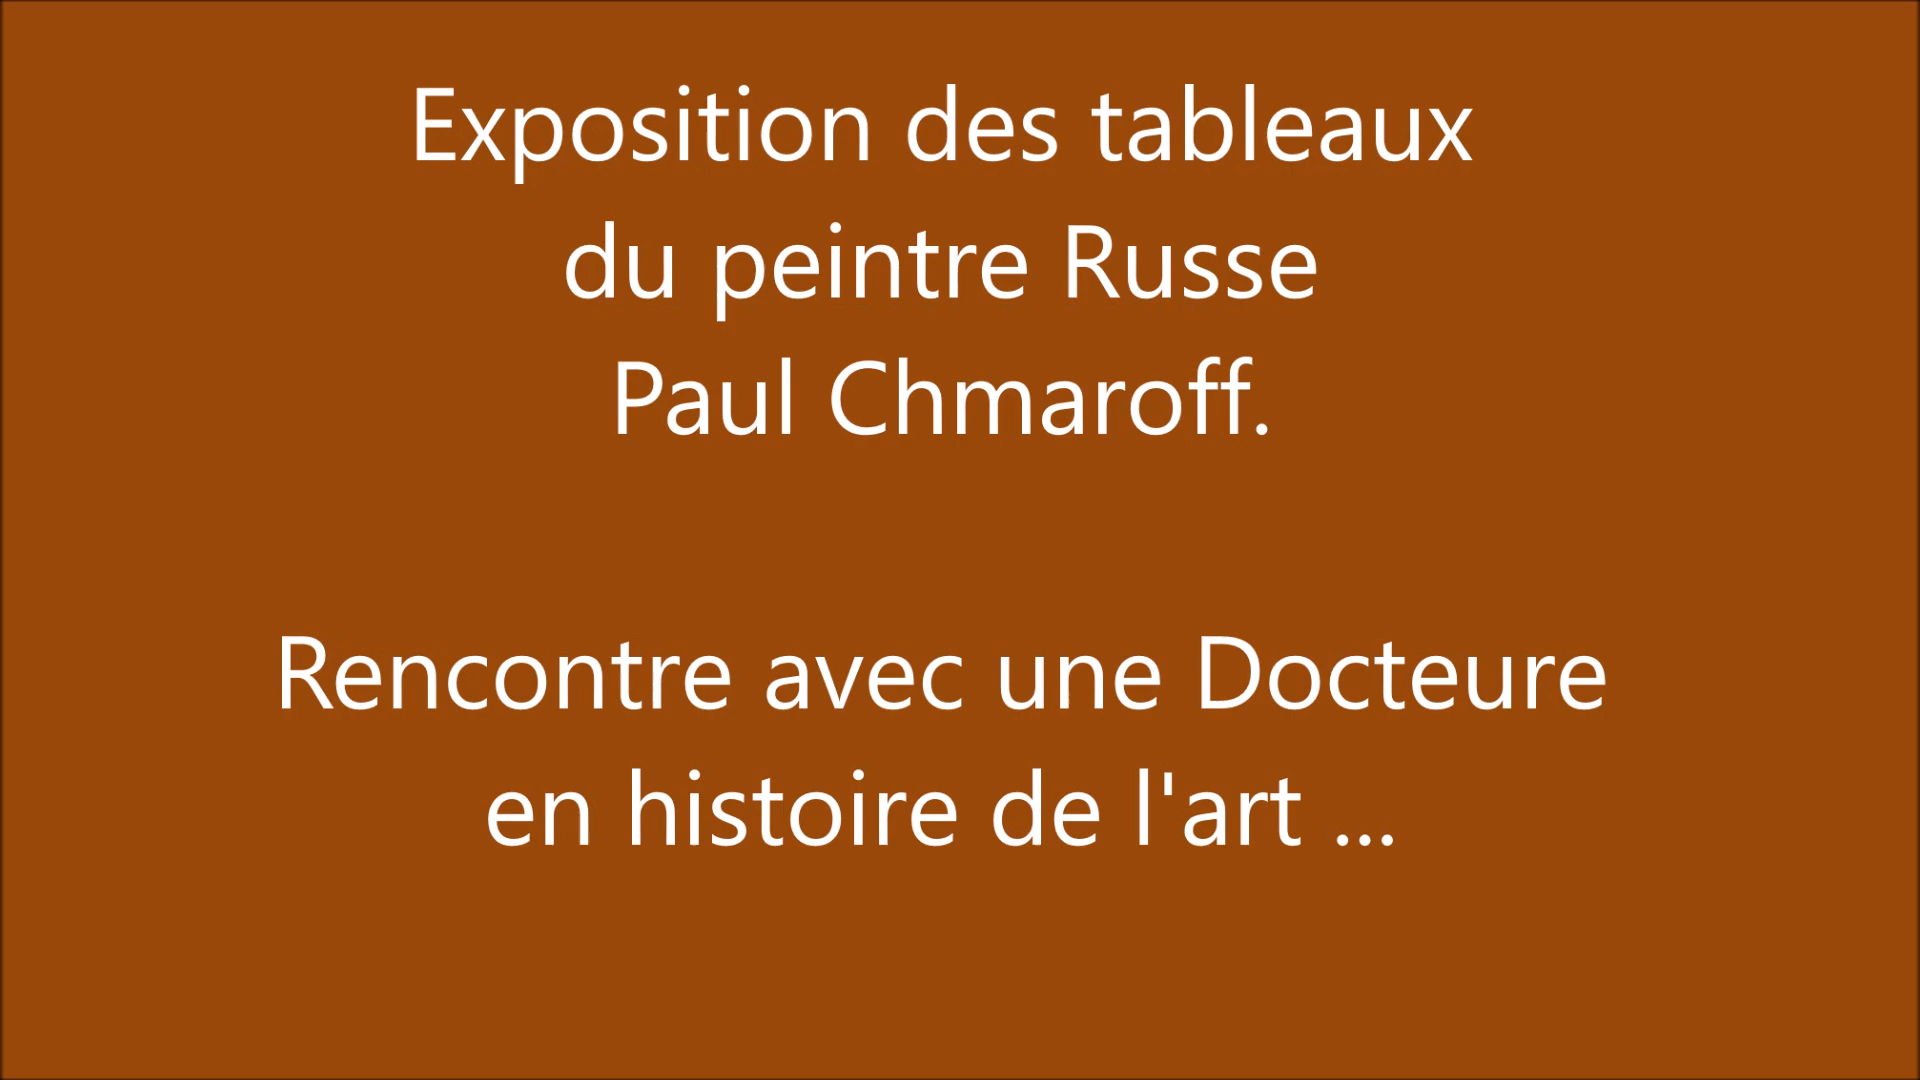 Exposition des tableaux
du peintre Russe
Paul Chmaroff.
Rencontre avec une Docteure
en histoire de l'art ...